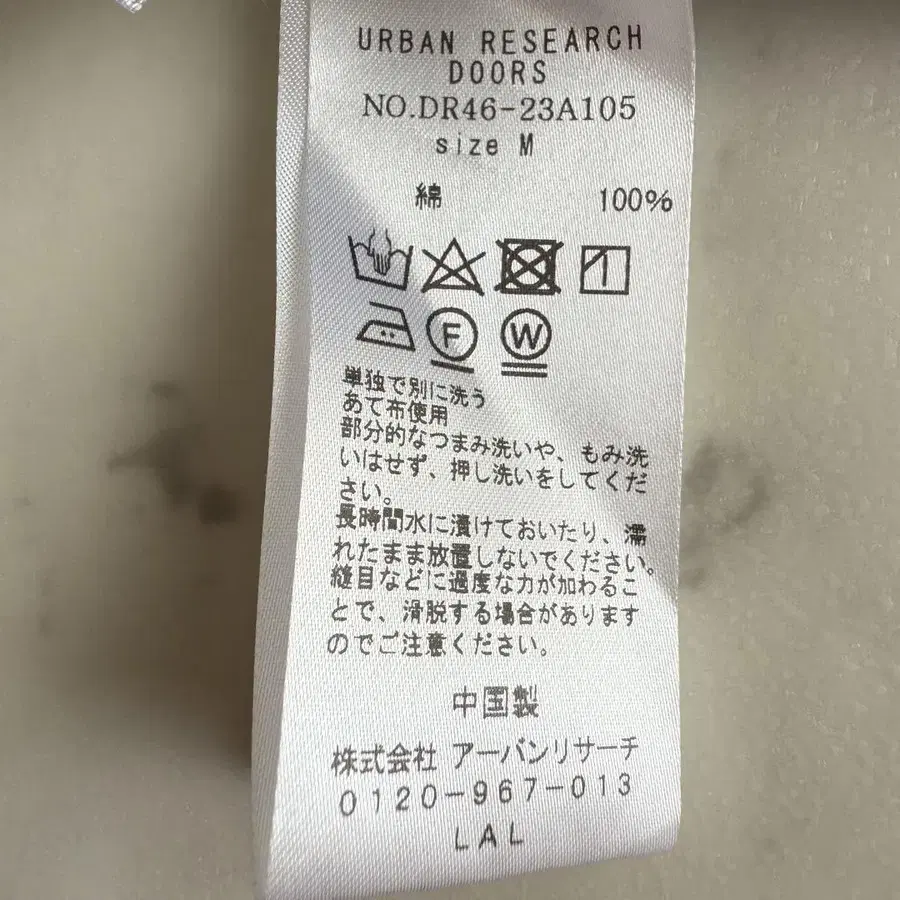 URBAN RESEARCH
DOORS
NO.DR46-23A105
size M
綿 100%
F W
単独で別に洗う
あて布使用
部分的なつまみ洗いや、もみ洗
いはせず、押し洗いをしてくだ
さい。
長時間水に漬けておいたり、濡
れたまま放置しないでください。
縫目などに過度な力が加わるこ
とで、滑脱する場合があります
のでご注意ください。
中国製
株式会社 アーバンリサーチ
0120-967-013
LAL